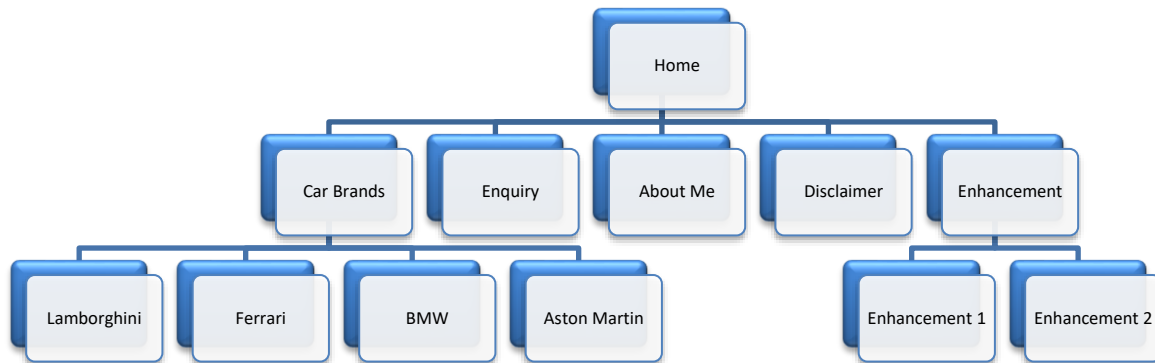 Home
Car Brands
Enquiry
About Me
Disclaimer
Enhancement
Lamborghini
Ferrari
BMW
Aston Martin
Enhancement 1
Enhancement 2